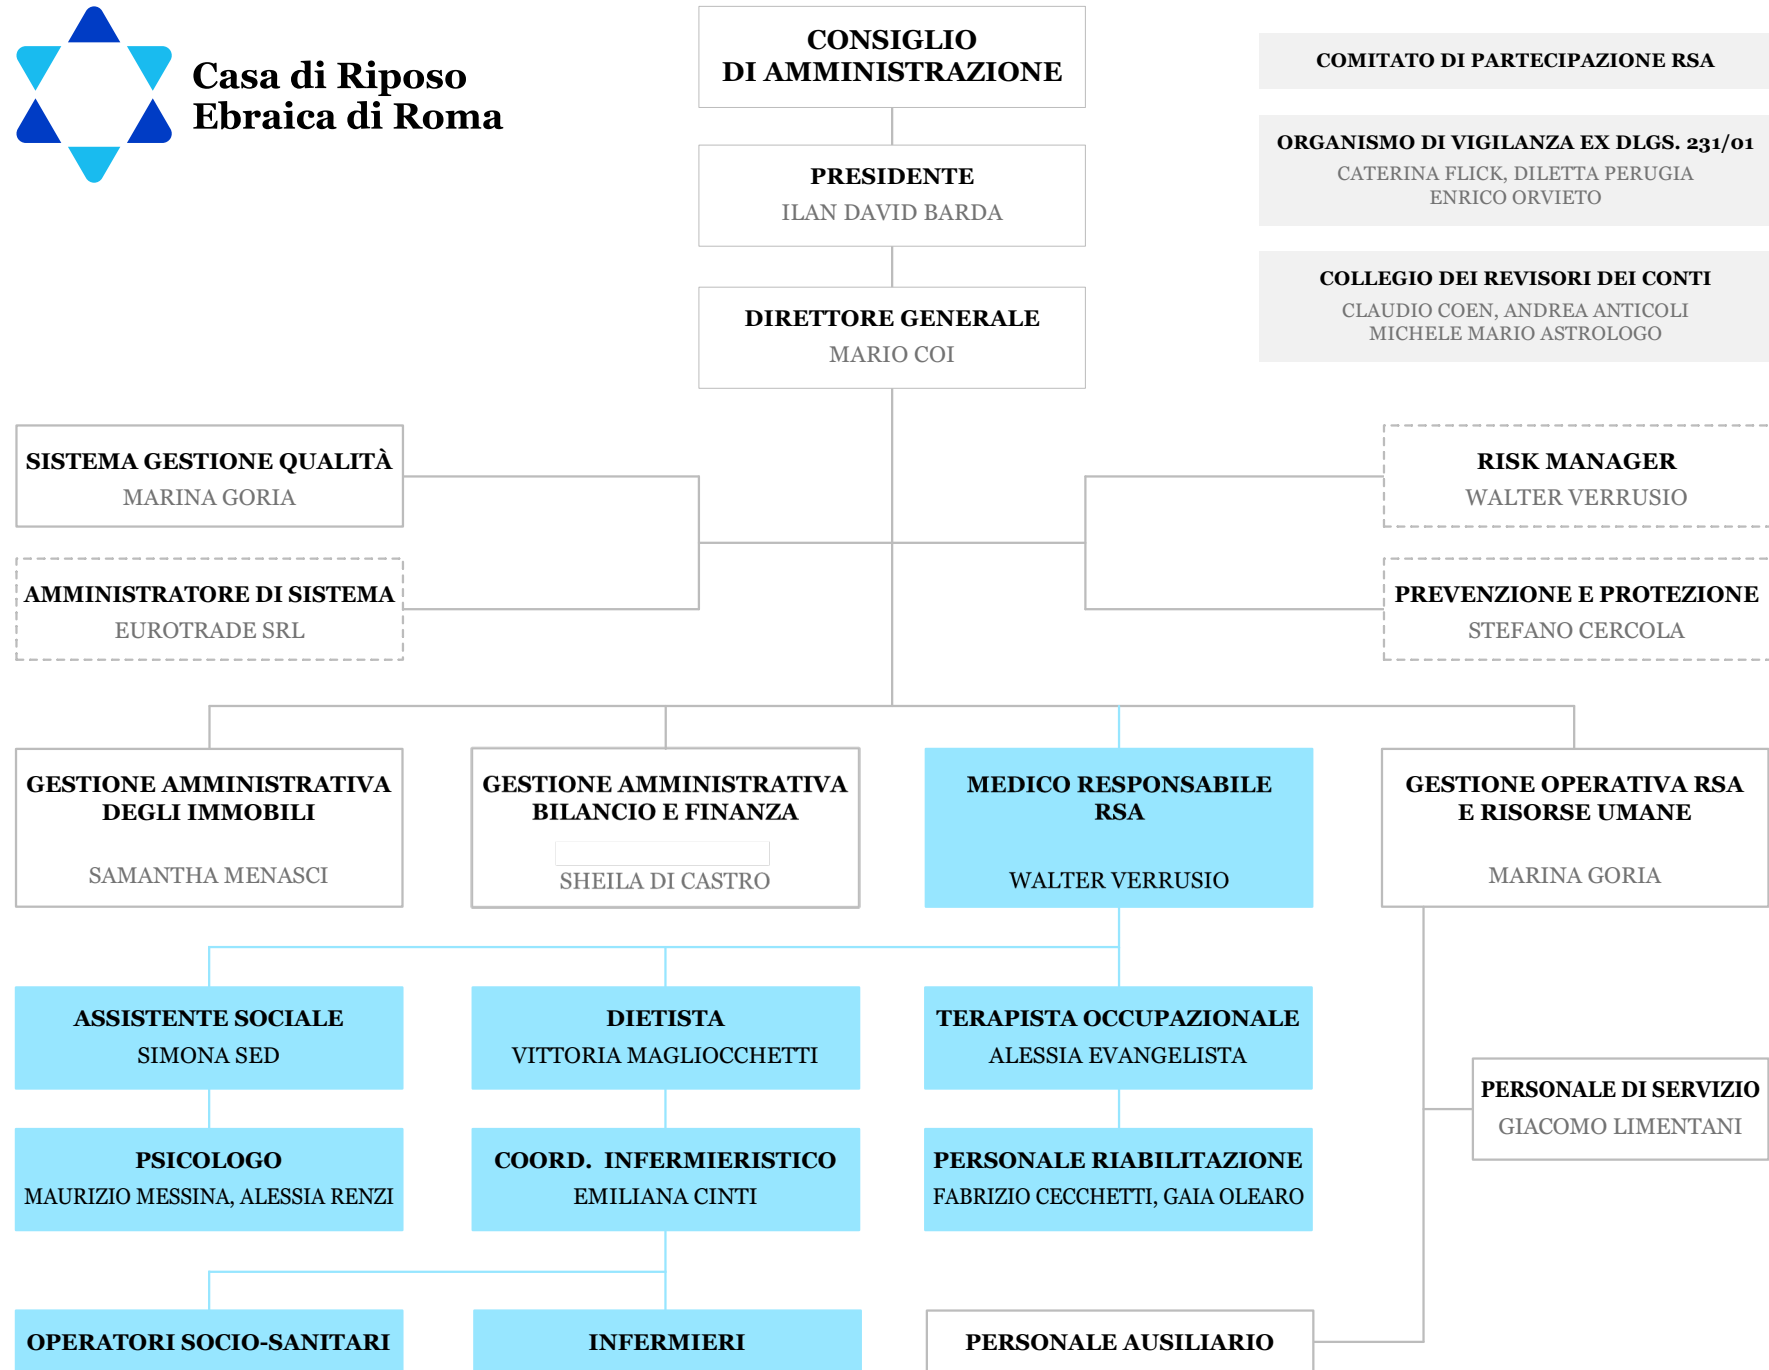 Casa di Riposo
Ebraica di Roma
CONSIGLIO
DI AMMINISTRAZIONE
PRESIDENTE
ILAN DAVID BARDA
DIRETTORE GENERALE
MARIO COI
COMITATO DI PARTECIPAZIONE RSA
ORGANISMO DI VIGILANZA EX DLGS. 231/01
CATERINA FLICK, DILETTA PERUGIA
ENRICO ORVIETO
COLLEGIO DEI REVISORI DEI CONTI
CLAUDIO COEN, ANDREA ANTICOLI
MICHELE MARIO ASTROLOGO
SISTEMA GESTIONE QUALITÀ
MARINA GORIA
AMMINISTRATORE DI SISTEMA
EUROTRADE SRL
RISK MANAGER
WALTER VERRUSIO
PREVENZIONE E PROTEZIONE
STEFANO CERCOLA
GESTIONE AMMINISTRATIVA
DEGLI IMMOBILI
SAMANTHA MENASCI
GESTIONE AMMINISTRATIVA
BILANCIO E FINANZA
SHEILA DI CASTRO
MEDICO RESPONSABILE
RSA
WALTER VERRUSIO
GESTIONE OPERATIVA RSA
E RISORSE UMANE
MARINA GORIA
ASSISTENTE SOCIALE
SIMONA SED
DIETISTA
VITTORIA MAGLIOCCHETTI
TERAPISTA OCCUPAZIONALE
ALESSIA EVANGELISTA
PERSONALE DI SERVIZIO
GIACOMO LIMENTANI
PSICOLOGO
MAURIZIO MESSINA, ALESSIA RENZI
COORD. INFERMIERISTICO
EMILIANA CINTI
PERSONALE RIABILITAZIONE
FABRIZIO CECCHETTI, GAIA OLEARO
OPERATORI SOCIO-SANITARI
INFERMIERI
PERSONALE AUSILIARIO